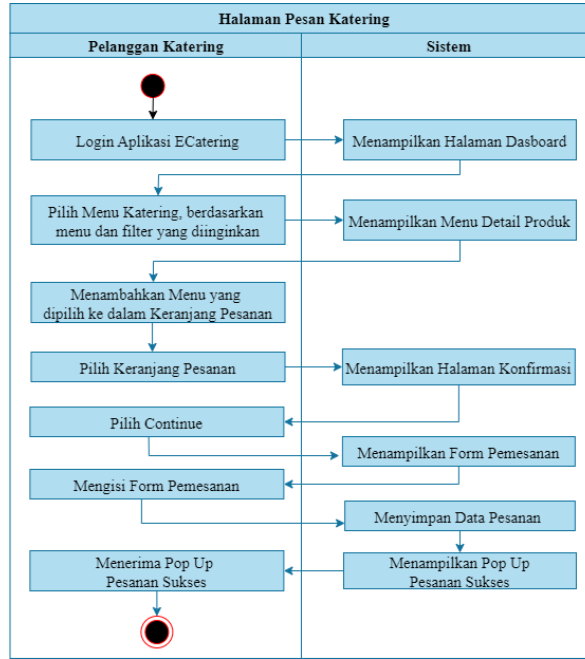 Halaman Pesan Katering
Pelanggan Katering
Sistem
Login Aplikasi ECatering
Menampilkan Halaman Dasboard
Pilih Menu Katering, berdasarkan
menu dan filter yang diinginkan
Menampilkan Menu Detail Produk
Menambahkan Menu yang
dipilih ke dalam Keranjang Pesanan
Pilih Keranjang Pesanan
Menampilkan Halaman Konfirmasi
Pilih Continue
Menampilkan Form Pemesanan
Mengisi Form Pemesanan
Menyimpan Data Pesanan
Menampilkan Pop Up
Pesanan Sukses
Menerima Pop Up
Pesanan Sukses